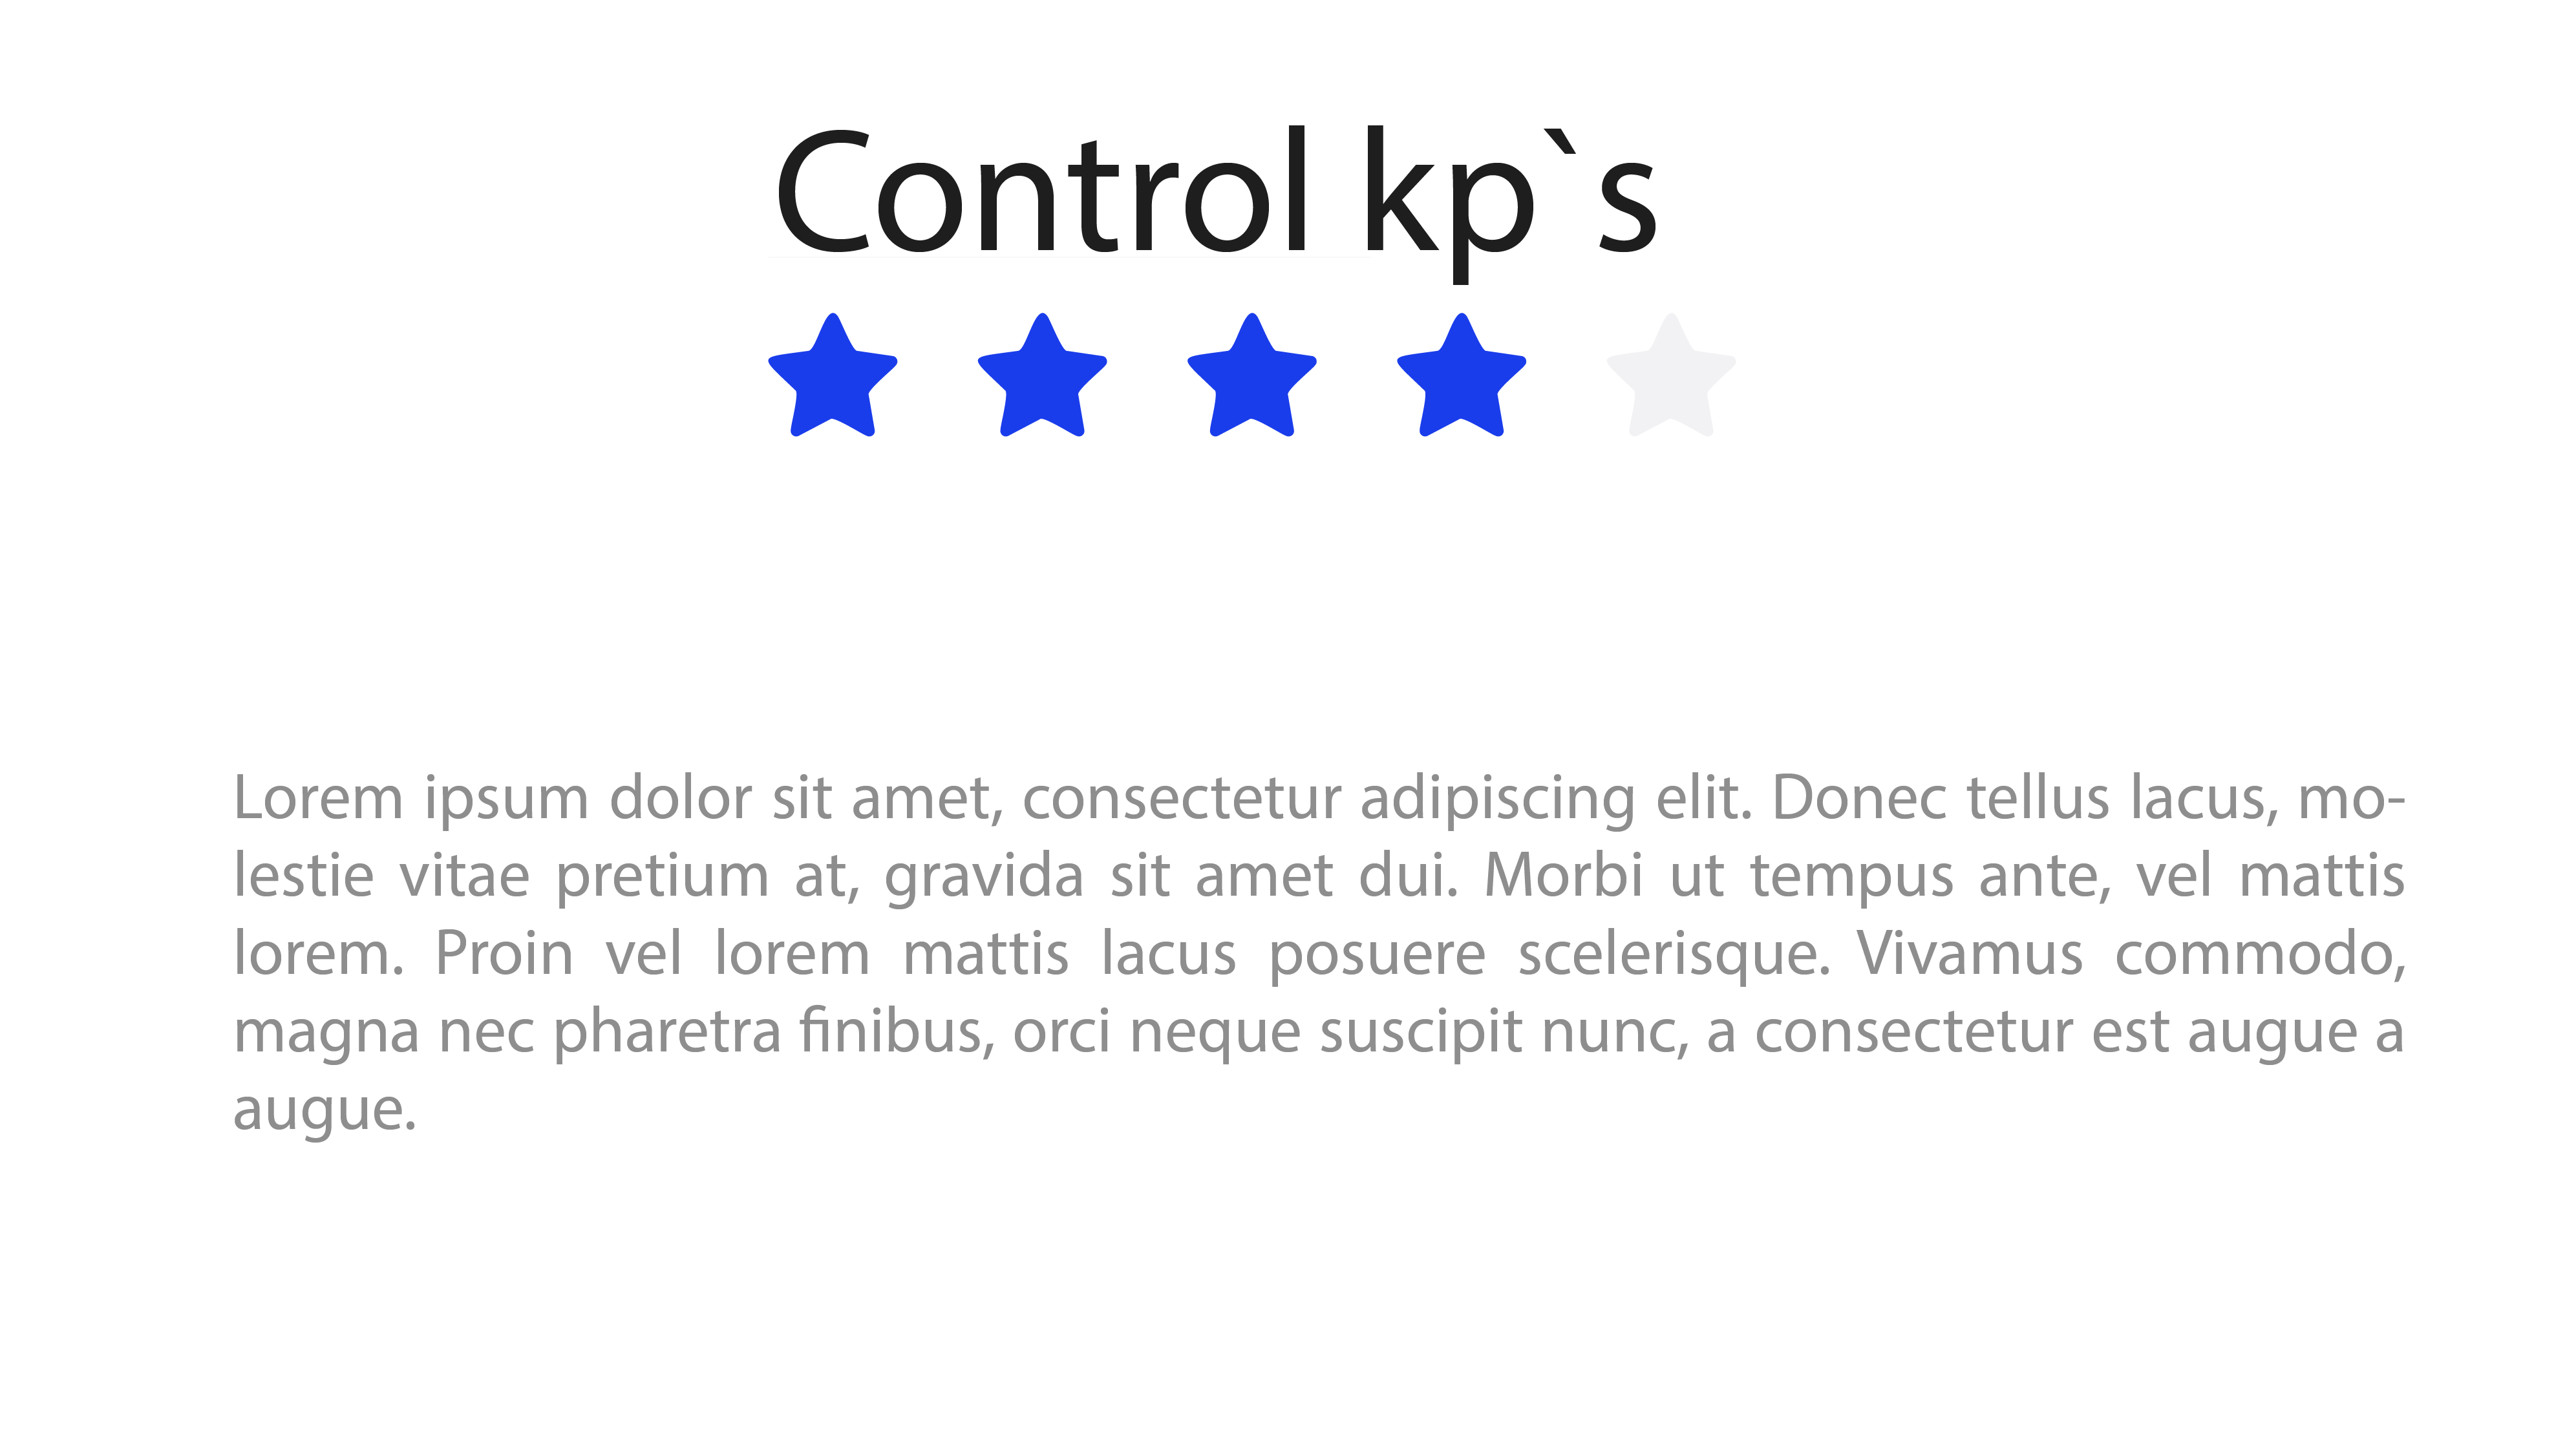 Control kp`s
Lorem ipsum dolor sit amet, consectetur adipiscing elit. Donec tellus lacus, mo-
lestie vitae pretium at, gravida sit amet dui. Morbi ut tempus ante, vel mattis
lorem. Proin vel lorem mattis lacus posuere scelerisque. Vivamus commodo,
magna nec pharetra finibus, orci neque suscipit nunc, a consectetur est augue a
augue.